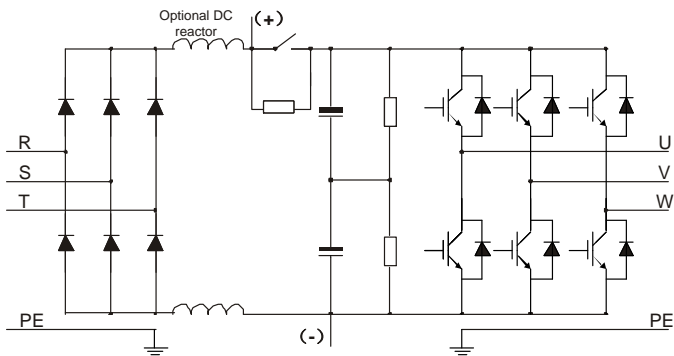 Optional DC
reactor
(+)
R
S
T
U
V
W
PE
PE
(-)